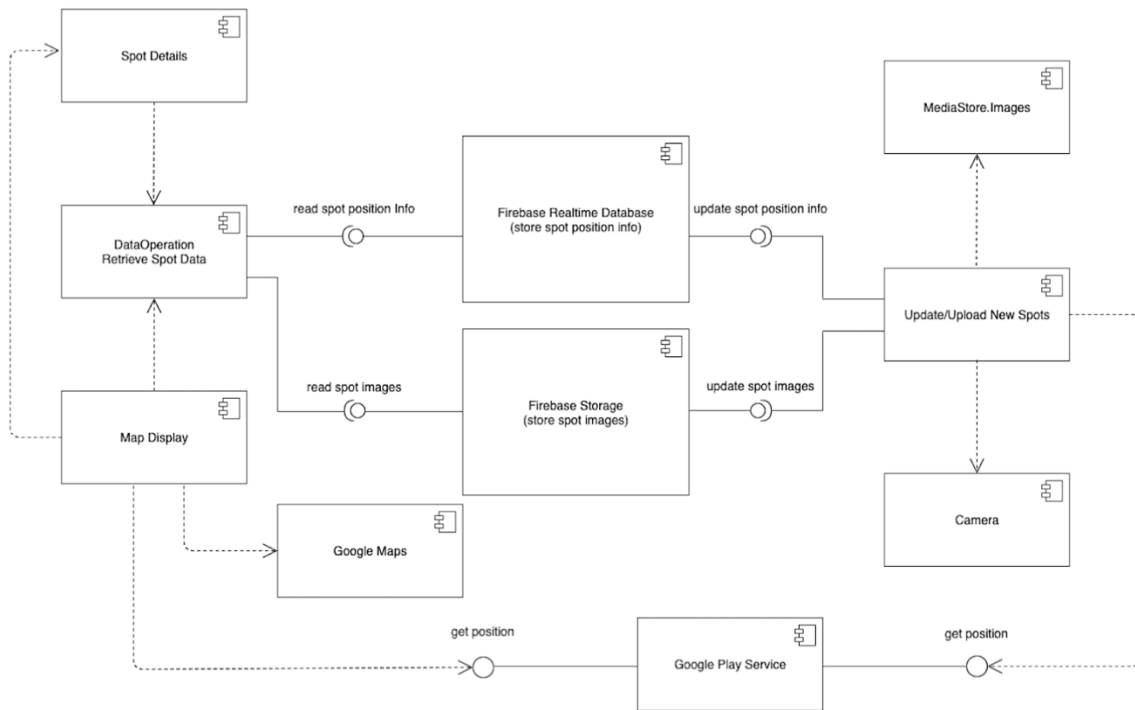 Spot Details
MediaStore.Images
read spot position Info
Firebase Realtime Database
(store spot position info)
update spot position info
DataOperation
Retrieve Spot Data
Update/Upload New Spots
read spot images
Firebase Storage
(store spot images)
update spot images
Map Display
Camera
Google Maps
get position
Google Play Service
get position